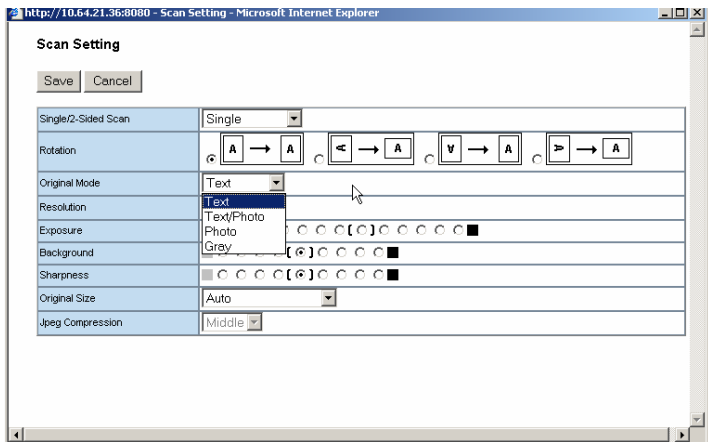 http://10.64.21.36:8080 - Scan Setting - Microsoft Internet Explorer
Scan Setting
Save Cancel
Single/2-Sided Scan Single
Rotation A → A A → A A → A A → A
Original Mode Text
Resolution Text
Text/Photo
Exposure Photo
Gray
Background
Sharpness
Original Size Auto
Jpeg Compression Middle